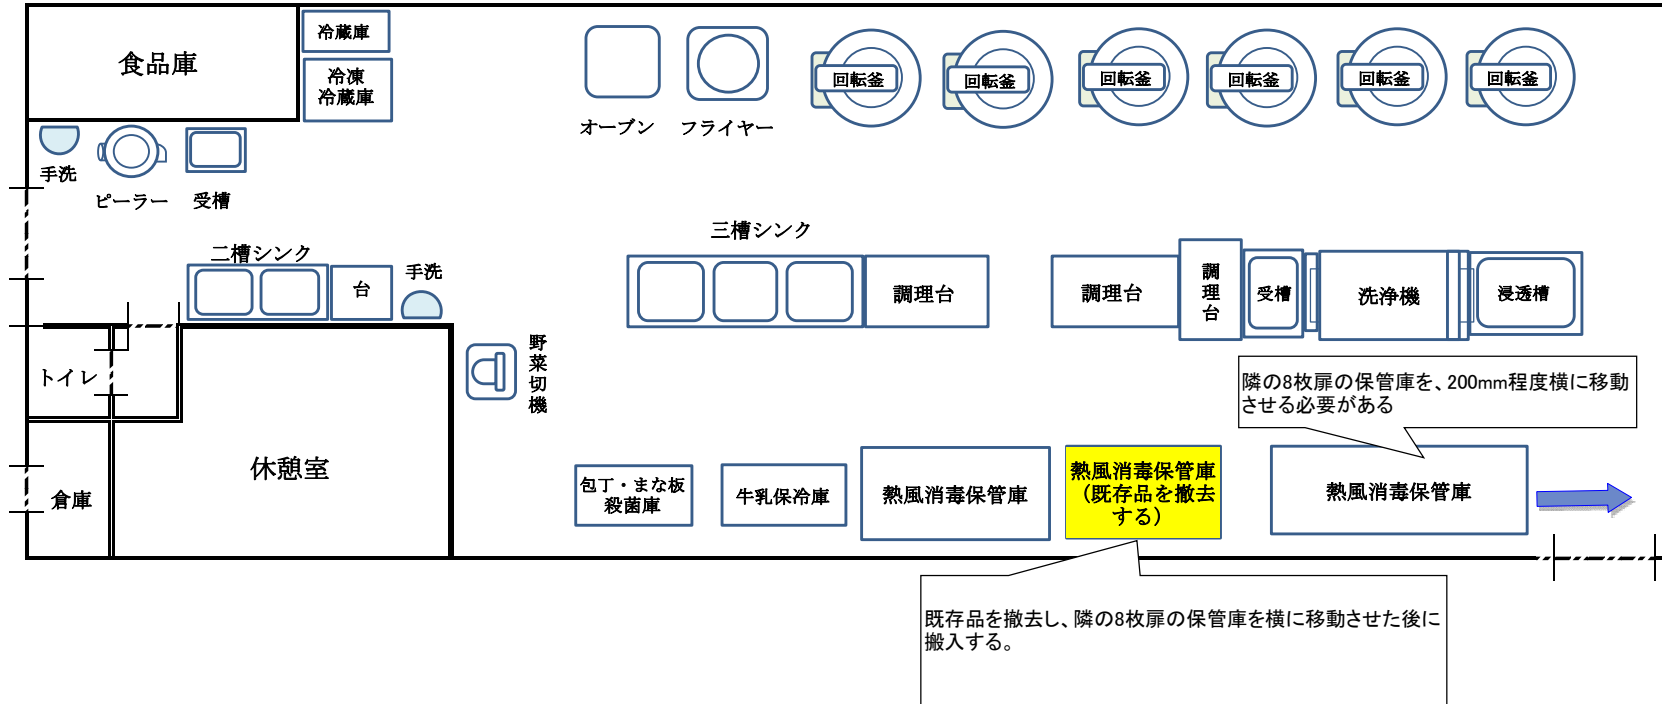 食品庫
冷蔵庫
冷凍
冷蔵庫
オーブン
フライヤー
回転釜
回転釜
回転釜
回転釜
回転釜
回転釜
手洗
ピーラー
受槽
二槽シンク
台
手洗
三槽シンク
調理台
調理台
調理台
受槽
洗浄機
浸透槽
トイレ
野菜切機
隣の8枚扉の保管庫を、200mm程度横に移動
させる必要がある
倉庫
休憩室
包丁・まな板
殺菌庫
牛乳保冷庫
熱風消毒保管庫
熱風消毒保管庫
（既存品を撤去
する）
熱風消毒保管庫
既存品を撤去し、隣の8枚扉の保管庫を横に移動させた後に
搬入する。